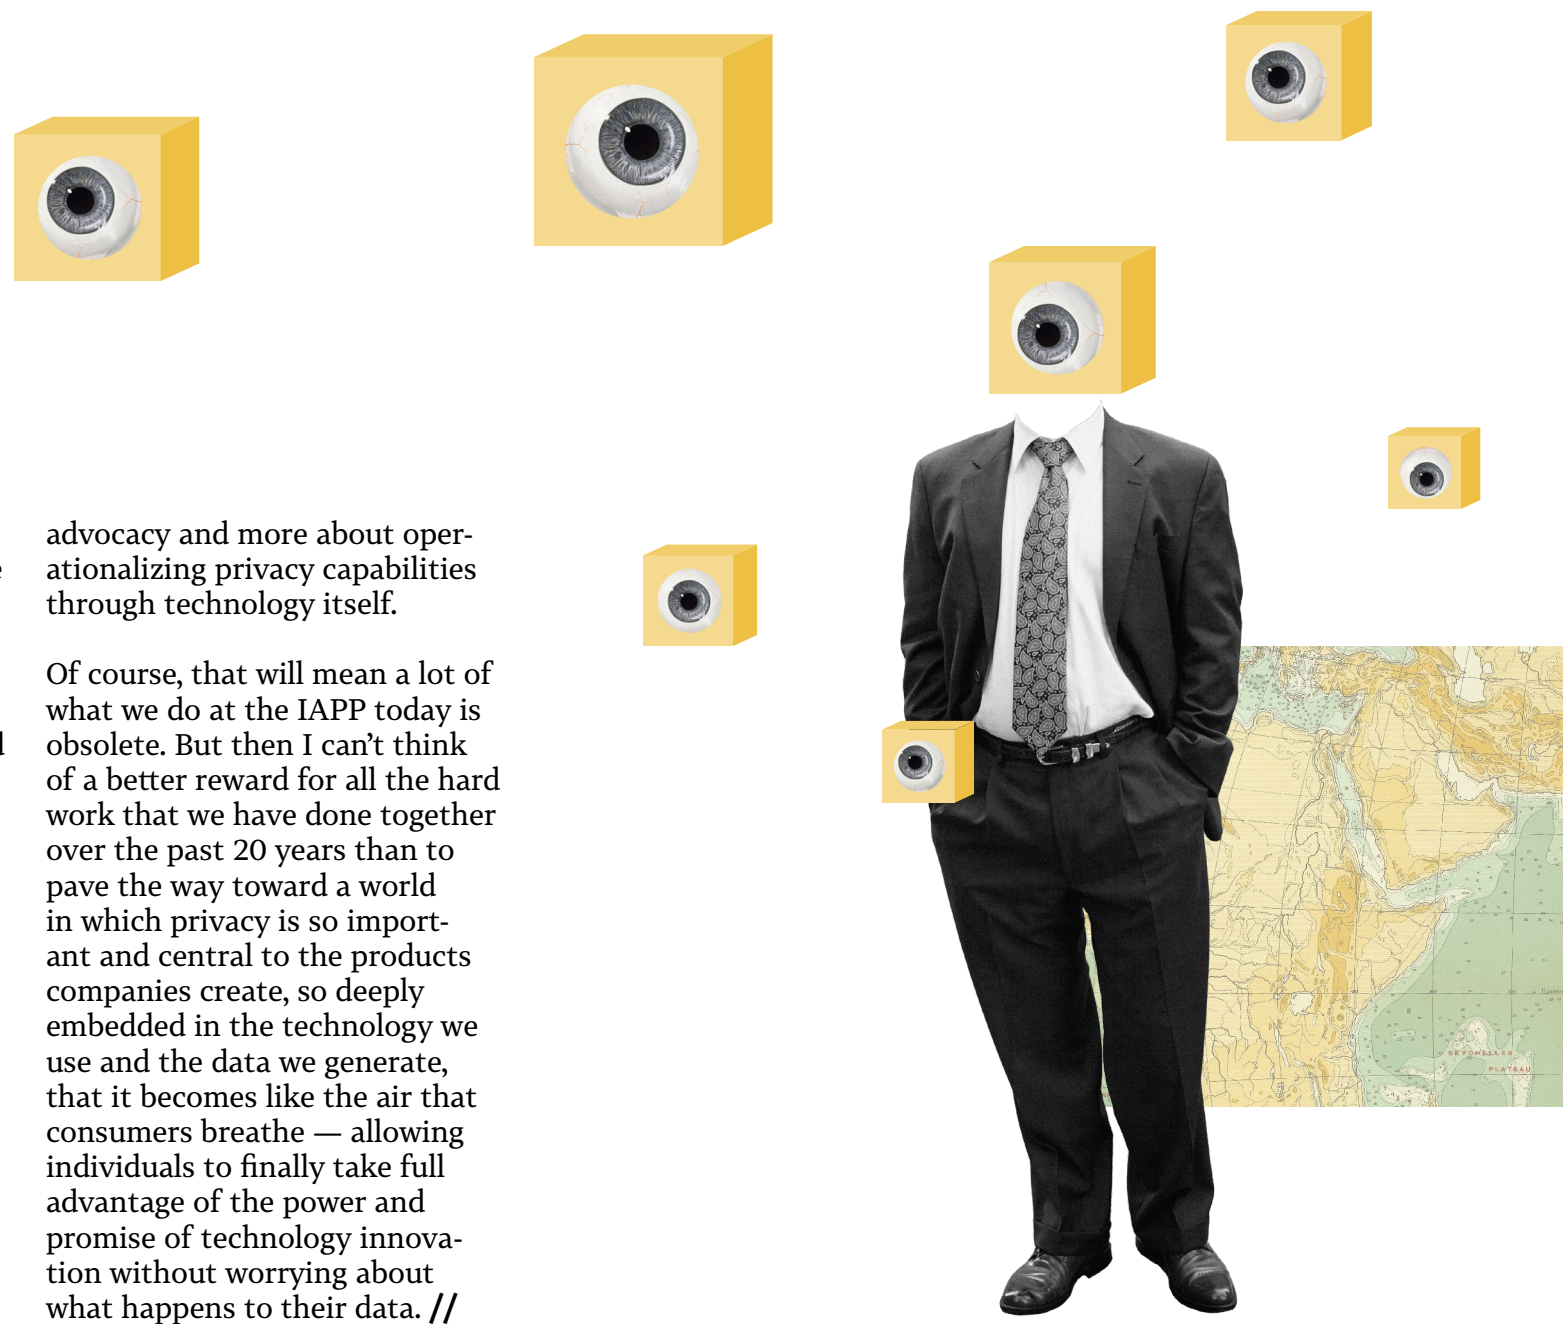 advocacy and more about oper-
ationalizing privacy capabilities
through technology itself.
Of course, that will mean a lot of
what we do at the IAPP today is
obsolete. But then I can’t think
of a better reward for all the hard
work that we have done together
over the past 20 years than to
pave the way toward a world
in which privacy is so import-
ant and central to the products
companies create, so deeply
embedded in the technology we
use and the data we generate,
that it becomes like the air that
consumers breathe — allowing
individuals to finally take full
advantage of the power and
promise of technology innova-
tion without worrying about
what happens to their data. //
SEYCHELLES
PLATEAU